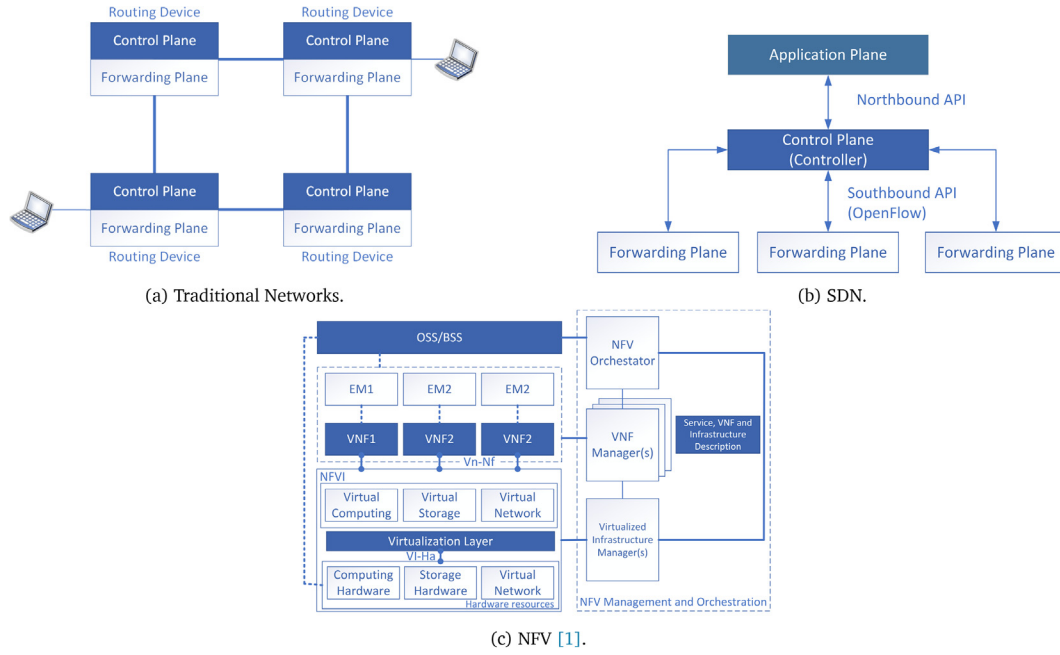 Routing Device
Routing Device
Control Plane
Control Plane
Forwarding Plane
Forwarding Plane
Control Plane
Control Plane
Forwarding Plane
Forwarding Plane
Routing Device
Routing Device
(a) Traditional Networks.
Application Plane
Northbound API
Control Plane
(Controller)
Southbound API
(OpenFlow)
Forwarding Plane
Forwarding Plane
Forwarding Plane
(b) SDN.
OSS/BSS
EM1
EM2
EM2
VNF1
VNF2
VNF2
Vn-Nf
NFVI
Virtual
Computing
Virtual
Storage
Virtual
Network
Virtualization Layer
VI-Ha
Computing
Hardware
Storage
Hardware
Virtual
Network
Hardware resources
NFV
Orchestator
VNF
Manager(s)
Service, VNF and
Infrastructure
Description
Virtualized
Infrastructure
Manager(s)
NFV Management and Orchestration
(c) NFV [1].